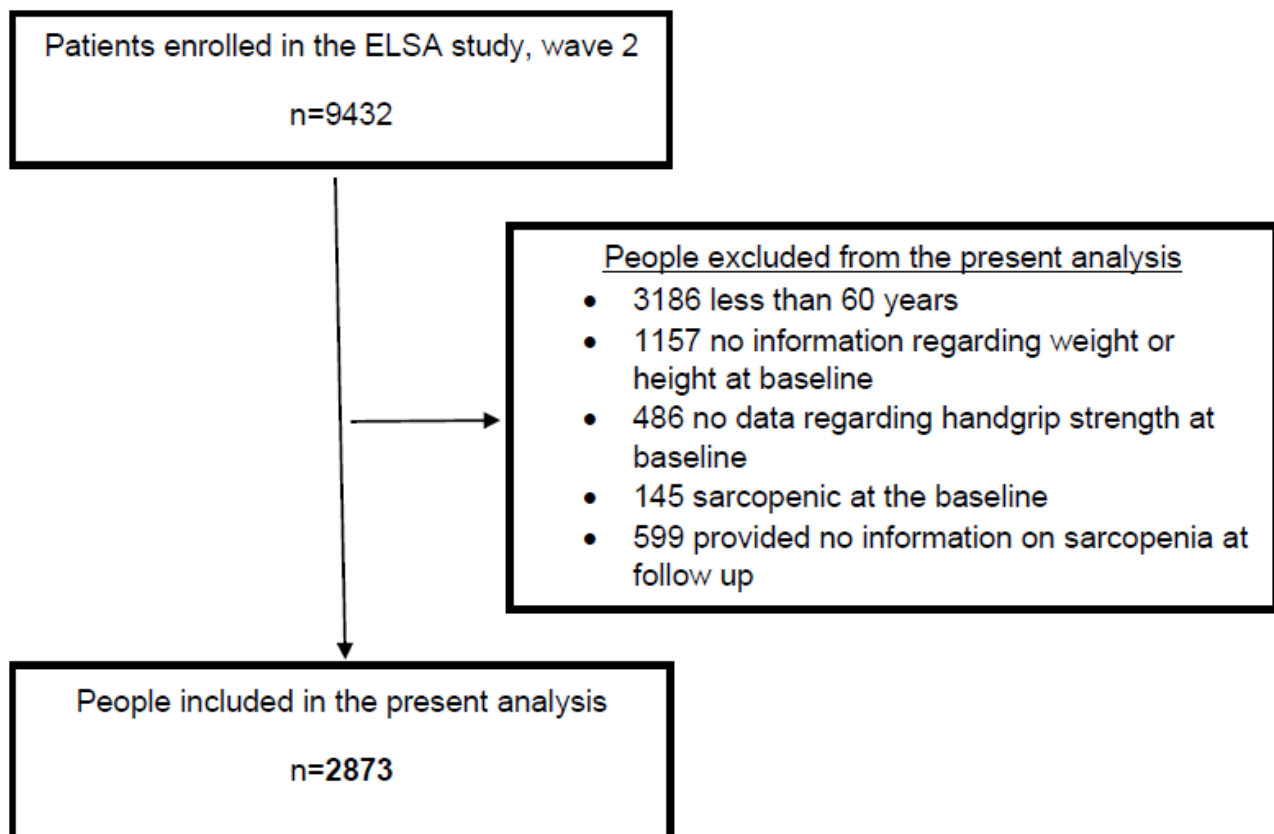 Patients enrolled in the ELSA study, wave 2
n=9432
People excluded from the present analysis
• 3186 less than 60 years
• 1157 no information regarding weight or
height at baseline
• 486 no data regarding handgrip strength at
baseline
• 145 sarcopenic at the baseline
• 599 provided no information on sarcopenia at
follow up
People included in the present analysis
n=2873